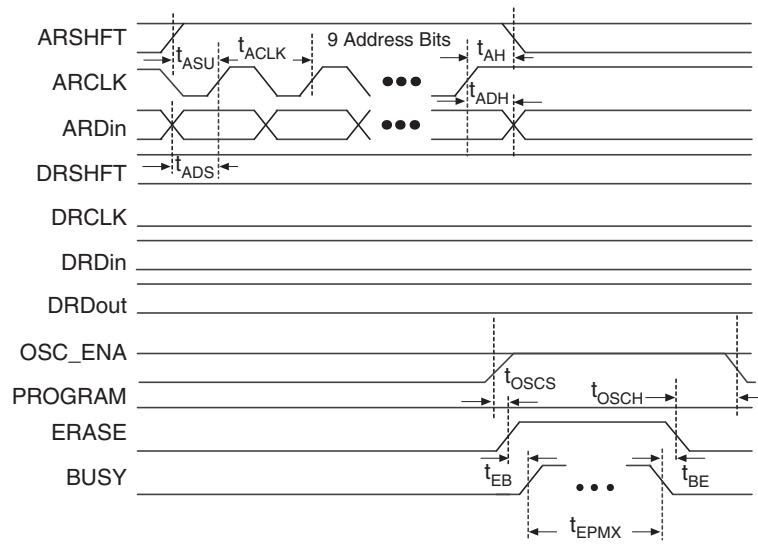 ARSHFT
9 Address Bits
tASU
tACLK
tAH
ARCLK
tADH
ARDin
tADS
DRSHFT
DRCLK
DRDin
DRDout
OSC_ENA
tOSCS
tOSCH
PROGRAM
ERASE
tEB
tBE
BUSY
tEPMX